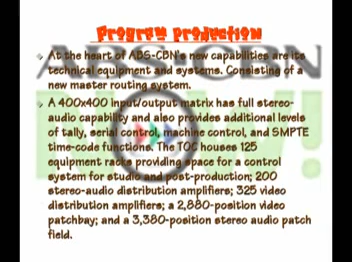 Program production
At the heart of ABS-CBN's new capabilities are its
technical equipment and systems. Consisting of a
new master routing system.
A 400x400 input/output matrix has full stereo-
audio capability and also provides additional levels
of tally, serial control, machine control, and SMPTE
time-code functions. The TOC houses 125
equipment racks providing space for a control
system for studio and post-production; 200
stereo-audio distribution amplifiers; 325 video
distribution amplifiers; a 2,880-position video
patchbay; and a 3,380-position stereo audio patch
field.
ABS-CBN